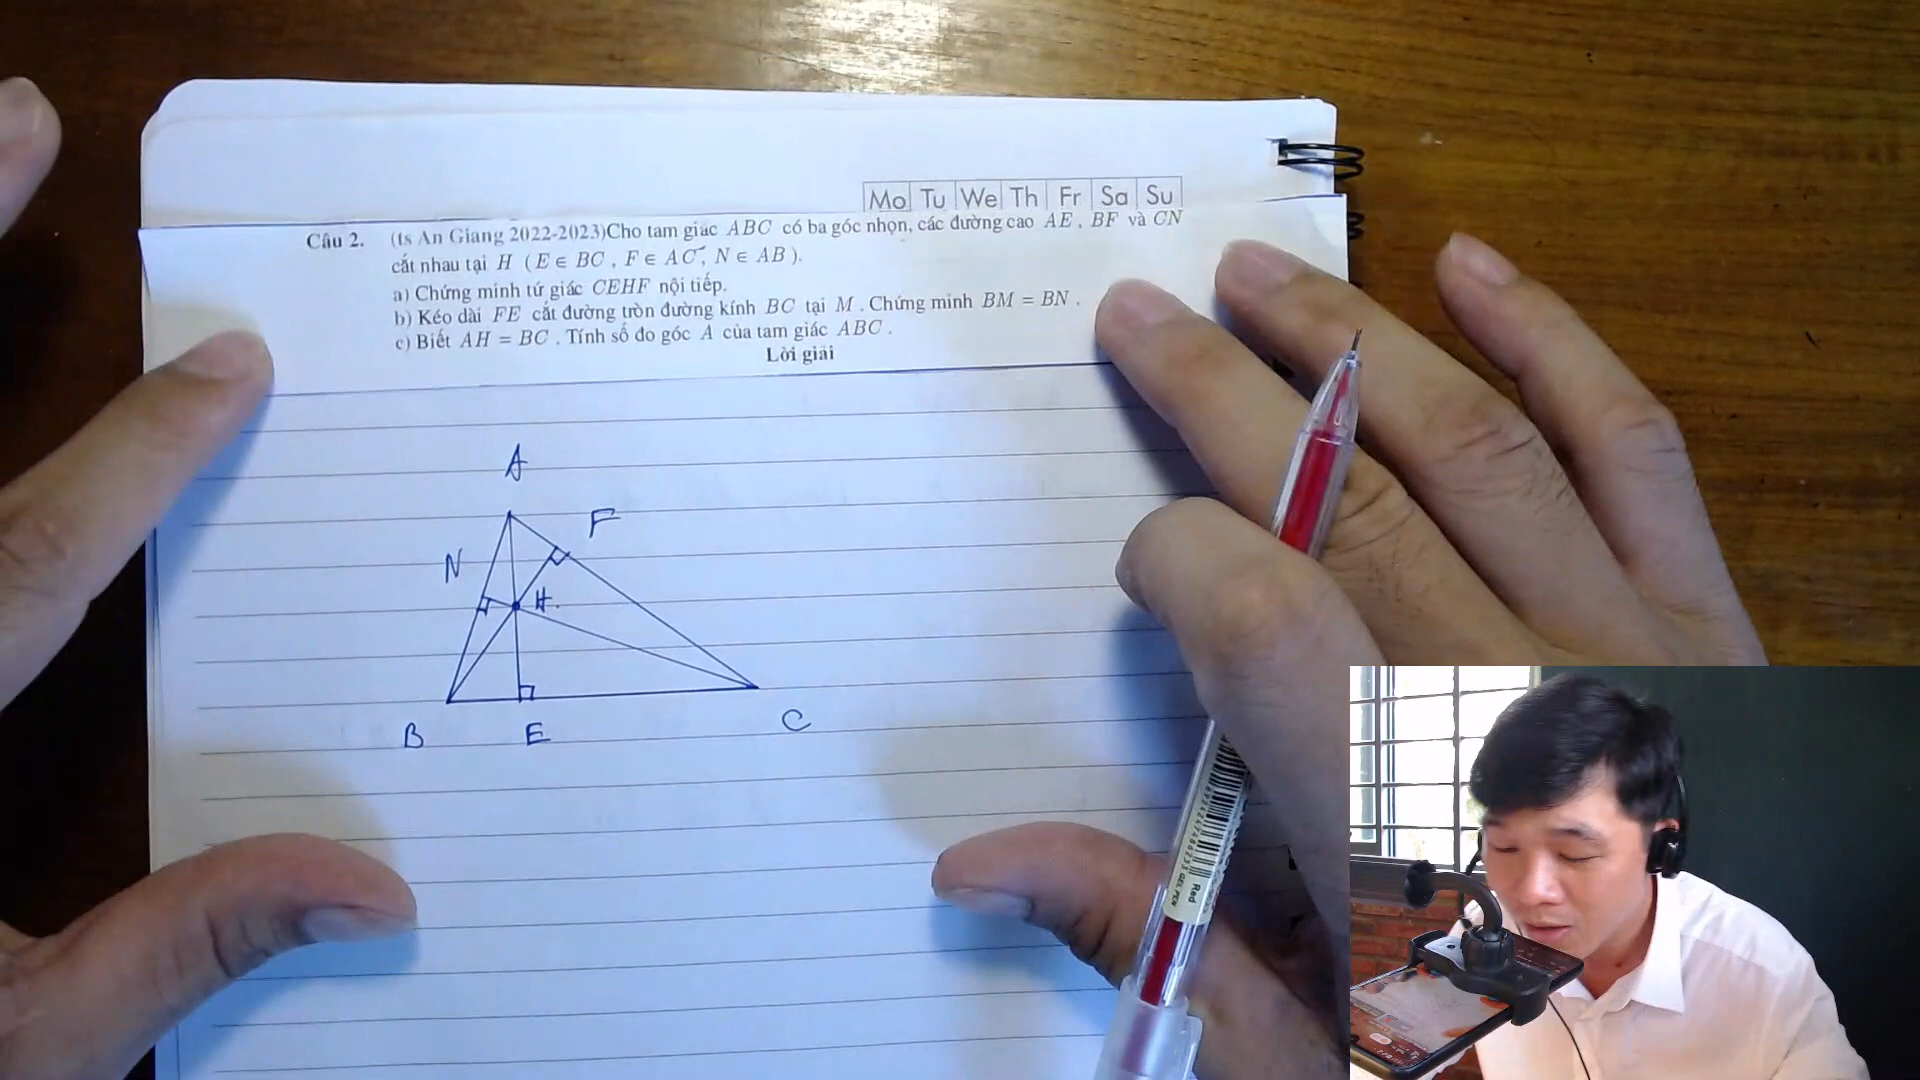 Mo Tu We Th Fr Sa Su
Câu 2. (ts An Giang 2022-2023)Cho tam giác ABC có ba góc nhọn, các đường cao AE , BF và CN
cắt nhau tại H ( E ∈ BC , F ∈ AC , N ∈ AB ).
a) Chứng minh tứ giác CEHF nội tiếp.
b) Kéo dài FE cắt đường tròn đường kính BC tại M . Chứng minh BM = BN .
c) Biết AH = BC . Tính số đo góc A của tam giác ABC .
Lời giải
A
F
N
H.
B E C
Red GEL PEN